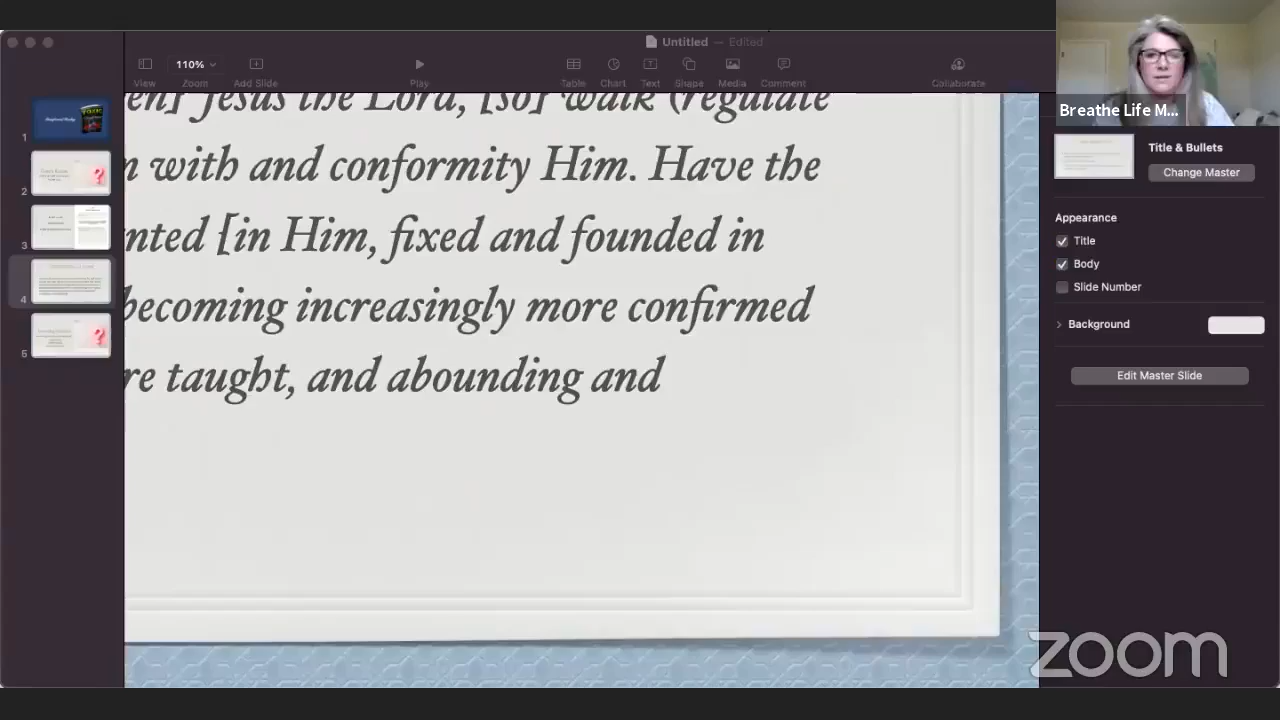 Untitled — Edited
110%
View Zoom Add Slide Play Table Chart Text Shape Media Comment Collaborate
Breathe Life M...
Title & Bullets
Change Master
Appearance
Title
Body
Slide Number
Background
Edit Master Slide
1
2
3
4
5
Jesus the Lord, [so] walk (regulate
with and conformity Him. Have the
nted [in Him, fixed and founded in
becoming increasingly more confirmed
re taught, and abounding and
zoom